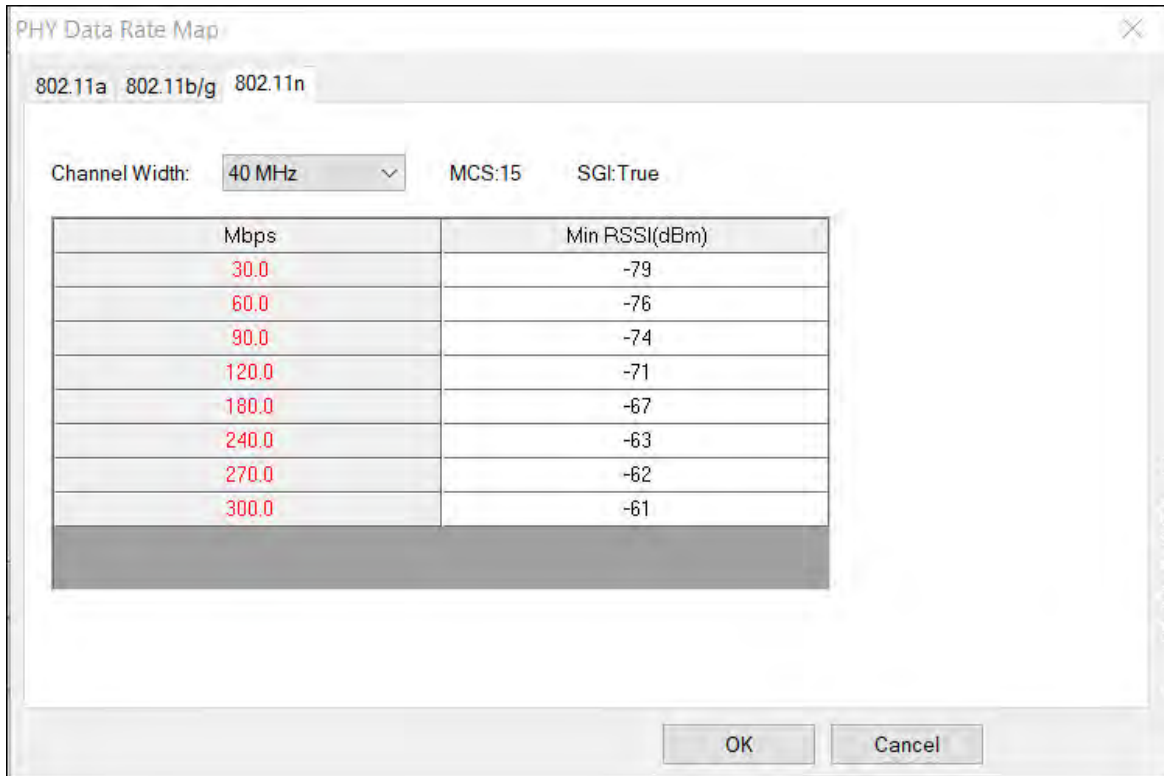 PHY Data Rate Map
802.11a 802.11b/g 802.11n
Channel Width: 40 MHz MCS:15 SGI:True
Mbps Min RSSI(dBm)
30.0 -79
60.0 -76
90.0 -74
120.0 -71
180.0 -67
240.0 -63
270.0 -62
300.0 -61
OK Cancel